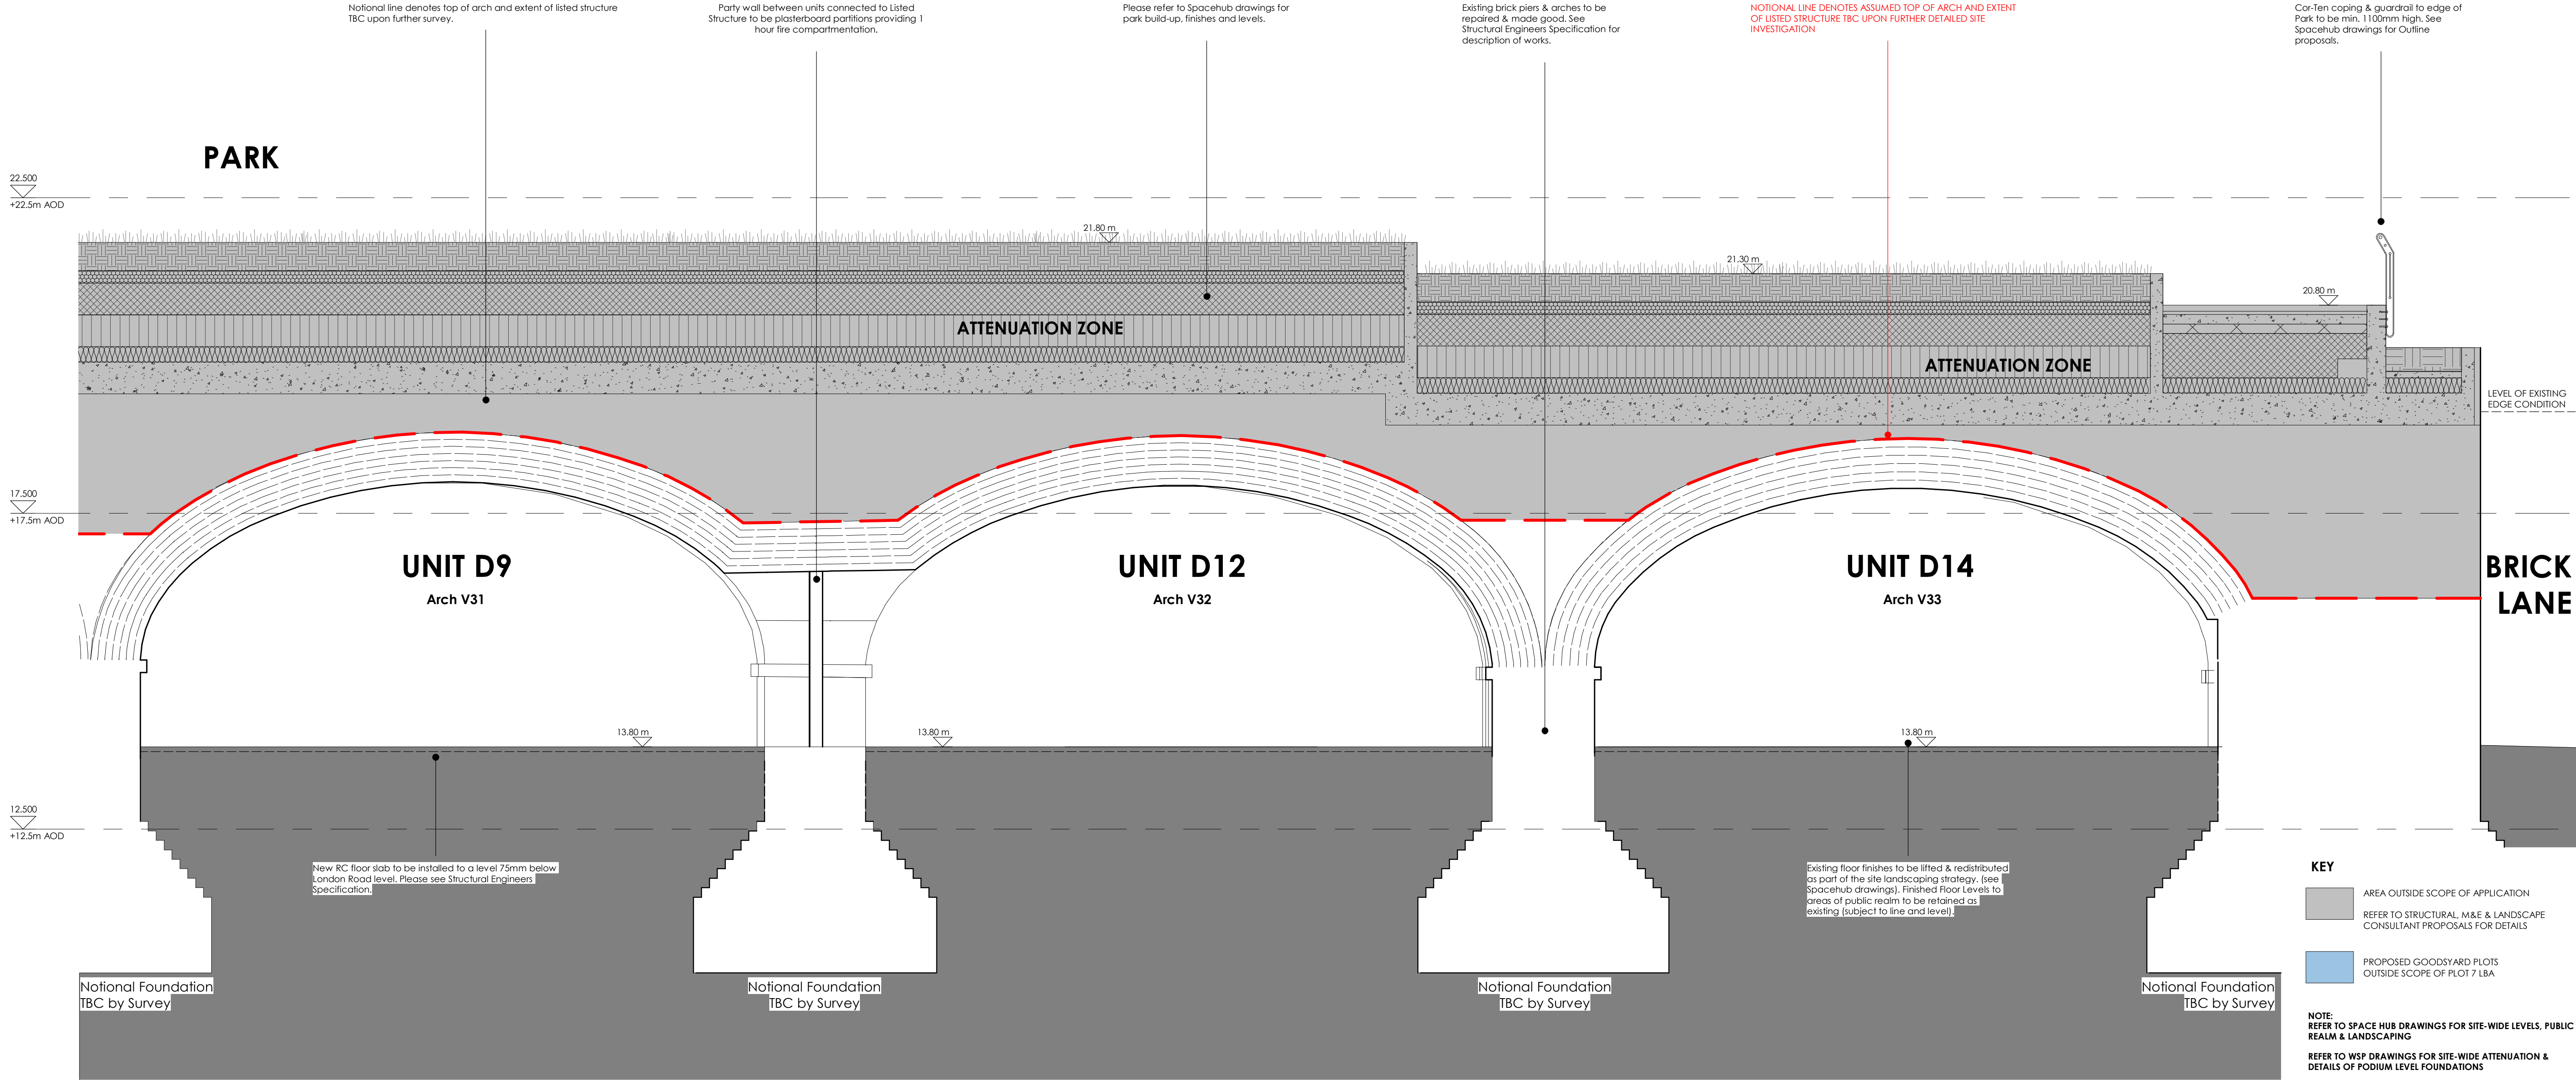 Notional line denotes top of arch and extent of listed structure
TBC upon further survey.
Party wall between units connected to Listed
Structure to be plasterboard partitions providing 1
hour fire compartmentation.
Please refer to Spacehub drawings for
park build-up, finishes and levels.
Existing brick piers & arches to be
repaired & made good. See
Structural Engineers Specification for
description of works.
NOTIONAL LINE DENOTES ASSUMED TOP OF ARCH AND EXTENT
OF LISTED STRUCTURE TBC UPON FURTHER DETAILED SITE
INVESTIGATION
Cor-Ten coping & guardrail to edge of
Park to be min. 1100mm high. See
Spacehub drawings for Outline
proposals.
PARK
22.500
+22.5m AOD
21.80 m
21.30 m
20.80 m
ATTENUATION ZONE
ATTENUATION ZONE
LEVEL OF EXISTING
EDGE CONDITION
17.500
+17.5m AOD
UNIT D9
Arch V31
UNIT D12
Arch V32
UNIT D14
Arch V33
BRICK
LANE
13.80 m
13.80 m
13.80 m
12.500
+12.5m AOD
New RC floor slab to be installed to a level 75mm below
London Road level. Please see Structural Engineers
Specification.
Existing floor finishes to be lifted & redistributed
as part of the site landscaping strategy. (see
Spacehub drawings). Finished Floor Levels to
areas of public realm to be retained as
existing (subject to line and level).
Notional Foundation
TBC by Survey
Notional Foundation
TBC by Survey
Notional Foundation
TBC by Survey
Notional Foundation
TBC by Survey
KEY
AREA OUTSIDE SCOPE OF APPLICATION
REFER TO STRUCTURAL, M&E & LANDSCAPE
CONSULTANT PROPOSALS FOR DETAILS
PROPOSED GOODSYARD PLOTS
OUTSIDE SCOPE OF PLOT 7 LBA
NOTE:
REFER TO SPACE HUB DRAWINGS FOR SITE-WIDE LEVELS, PUBLIC
REALM & LANDSCAPING
REFER TO WSP DRAWINGS FOR SITE-WIDE ATTENUATION &
DETAILS OF PODIUM LEVEL FOUNDATIONS